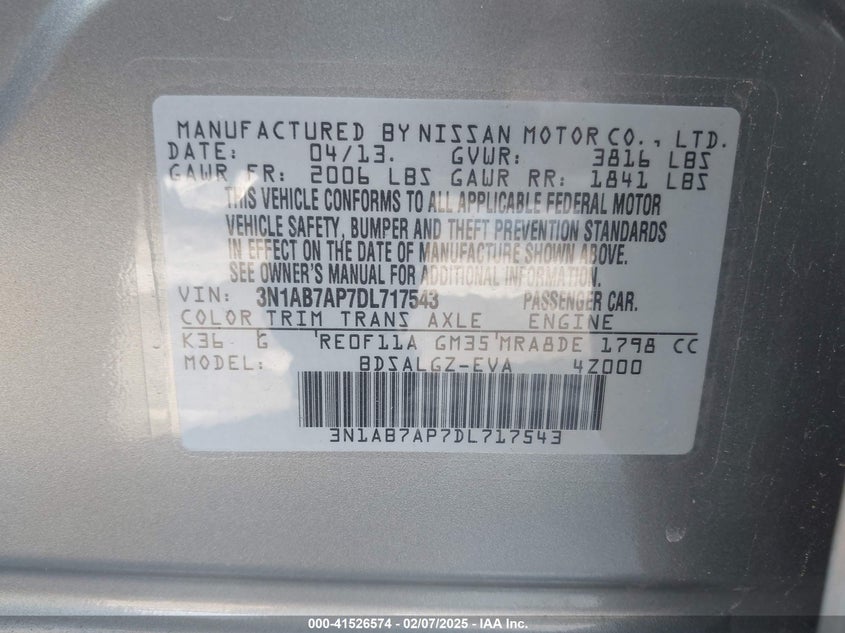 MANUFACTURED BY NISSAN MOTOR CO., LTD.
DATE: 04/13. GVWR: 3816 LBS
GAWR FR: 2006 LBS GAWR RR: 1841 LBS
THIS VEHICLE CONFORMS TO ALL APPLICABLE FEDERAL MOTOR
VEHICLE SAFETY, BUMPER AND THEFT PREVENTION STANDARDS
IN EFFECT ON THE DATE OF MANUFACTURE SHOWN ABOVE.
SEE OWNER'S MANUAL FOR ADDITIONAL INFORMATION.
VIN: 3N1AB7AP7DL717543 PASSENGER CAR.
COLOR TRIM TRANS AXLE ENGINE
K36 G RE0F11A GM35 MRA8DE 1798 CC
MODEL: BDSALGZ-EVA 4Z000
3N1AB7AP7DL717543
000-41526574 — 02/07/2025 — IAA Inc.